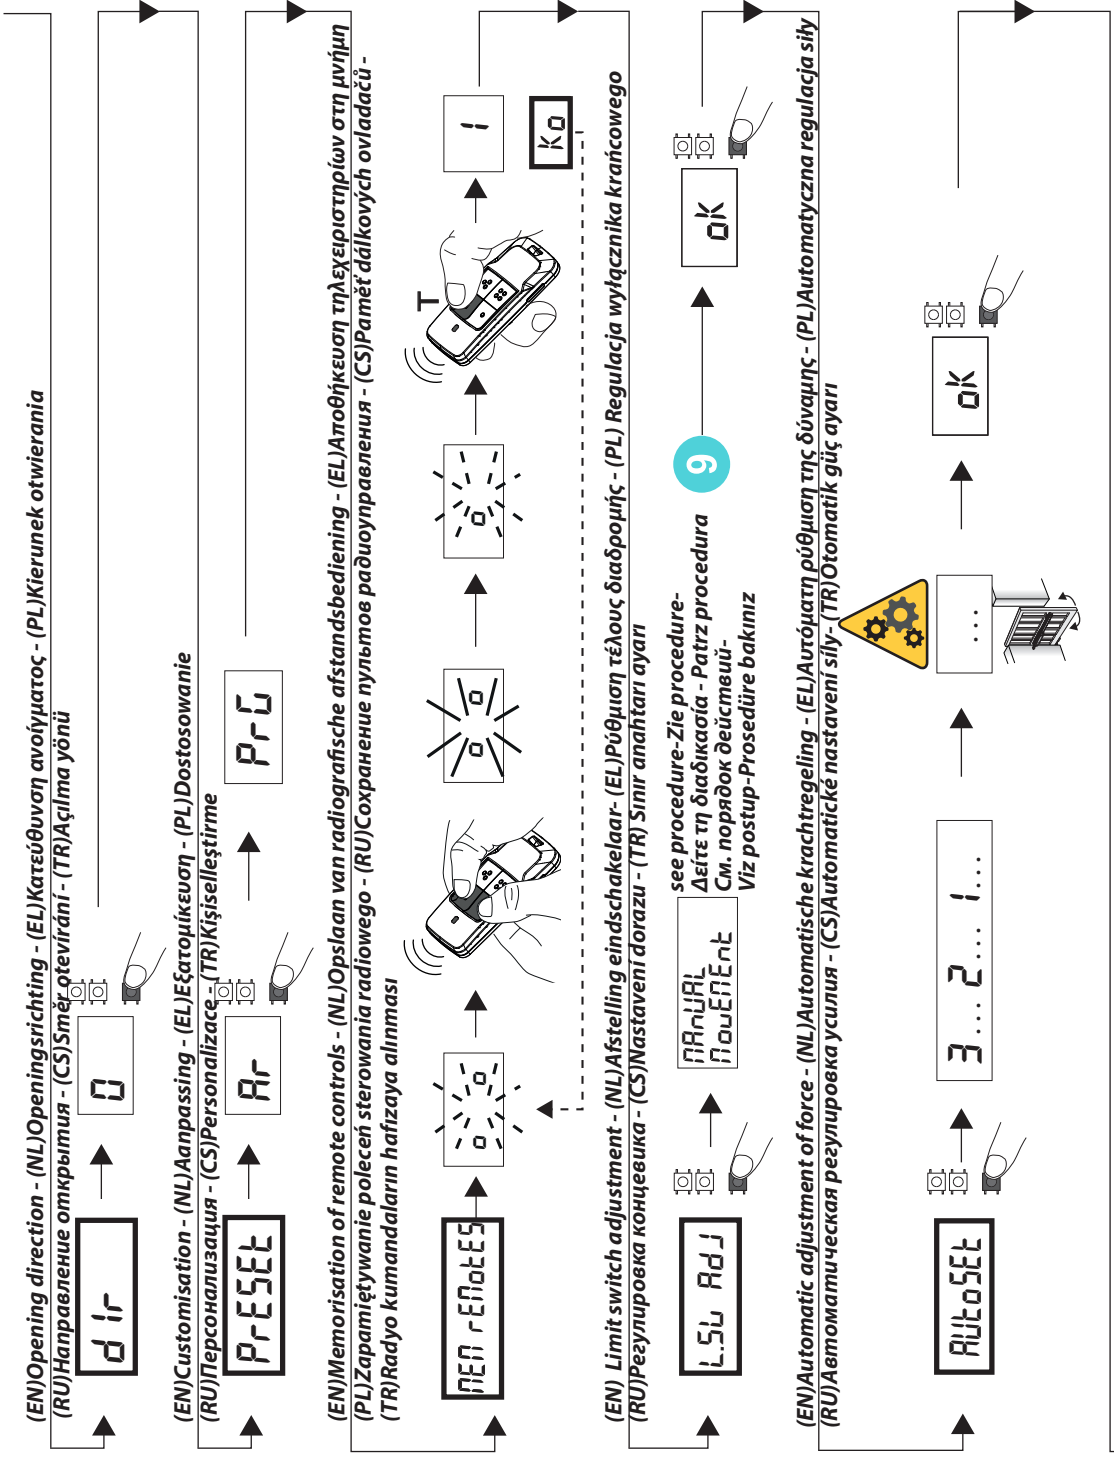 (EN)Opening direction - (NL)Openingsrichting - (EL)Κατεύθυνση ανοίγματος - (PL)Kierunek otwierania
(RU)Направление открытия - (CS)Směr otevírání - (TR)Açılma yönü
dIr
0
(EN)Customisation - (NL)Aanpassing - (EL)Εξατομίκευση - (PL)Dostosowanie
(RU)Персонализация - (CS)Personalizace - (TR)Kişiselleştirme
PrESEt
Ar
PrG
(EN)Memorisation of remote controls - (NL)Opslaan van radiografische afstandsbediening - (EL)Αποθήκευση τηλεχειριστηρίων στη μνήμη
(PL)Zapamiętywanie poleceń sterowania radiowego - (RU)Сохранение пультов радиоуправления - (CS)Paměť dálkových ovladačů -
(TR)Radyo kumandaların hafızaya alınması
MEM rEMotES
o o
o o
o
T
1
Ko
(EN) Limit switch adjustment - (NL)Afstelling eindschakelaar- (EL)Ρύθμιση τέλους διαδρομής - (PL) Regulacja wyłącznika krańcowego
(RU)Регулировка концевика - (CS)Nastavení dorazu - (TR) Sınır anahtarı ayarı
L.Sw AdJ
MAnUAL
MovEMEnt
see procedure-Zie procedure-
Δείτε τη διαδικασία - Patrz procedura
См. порядок действий-
Viz postup-Prosedüre bakınız
9
oK
(EN)Automatic adjustment of force - (NL)Automatische krachtregeling - (EL)Αυτόματη ρύθμιση της δύναμης - (PL)Automatyczna regulacja siły
(RU)Автоматическая регулировка усилия - (CS)Automatické nastavení síly- (TR)Otomatik güç ayarı
AUtoSEt
3... 2... 1...
...
oK